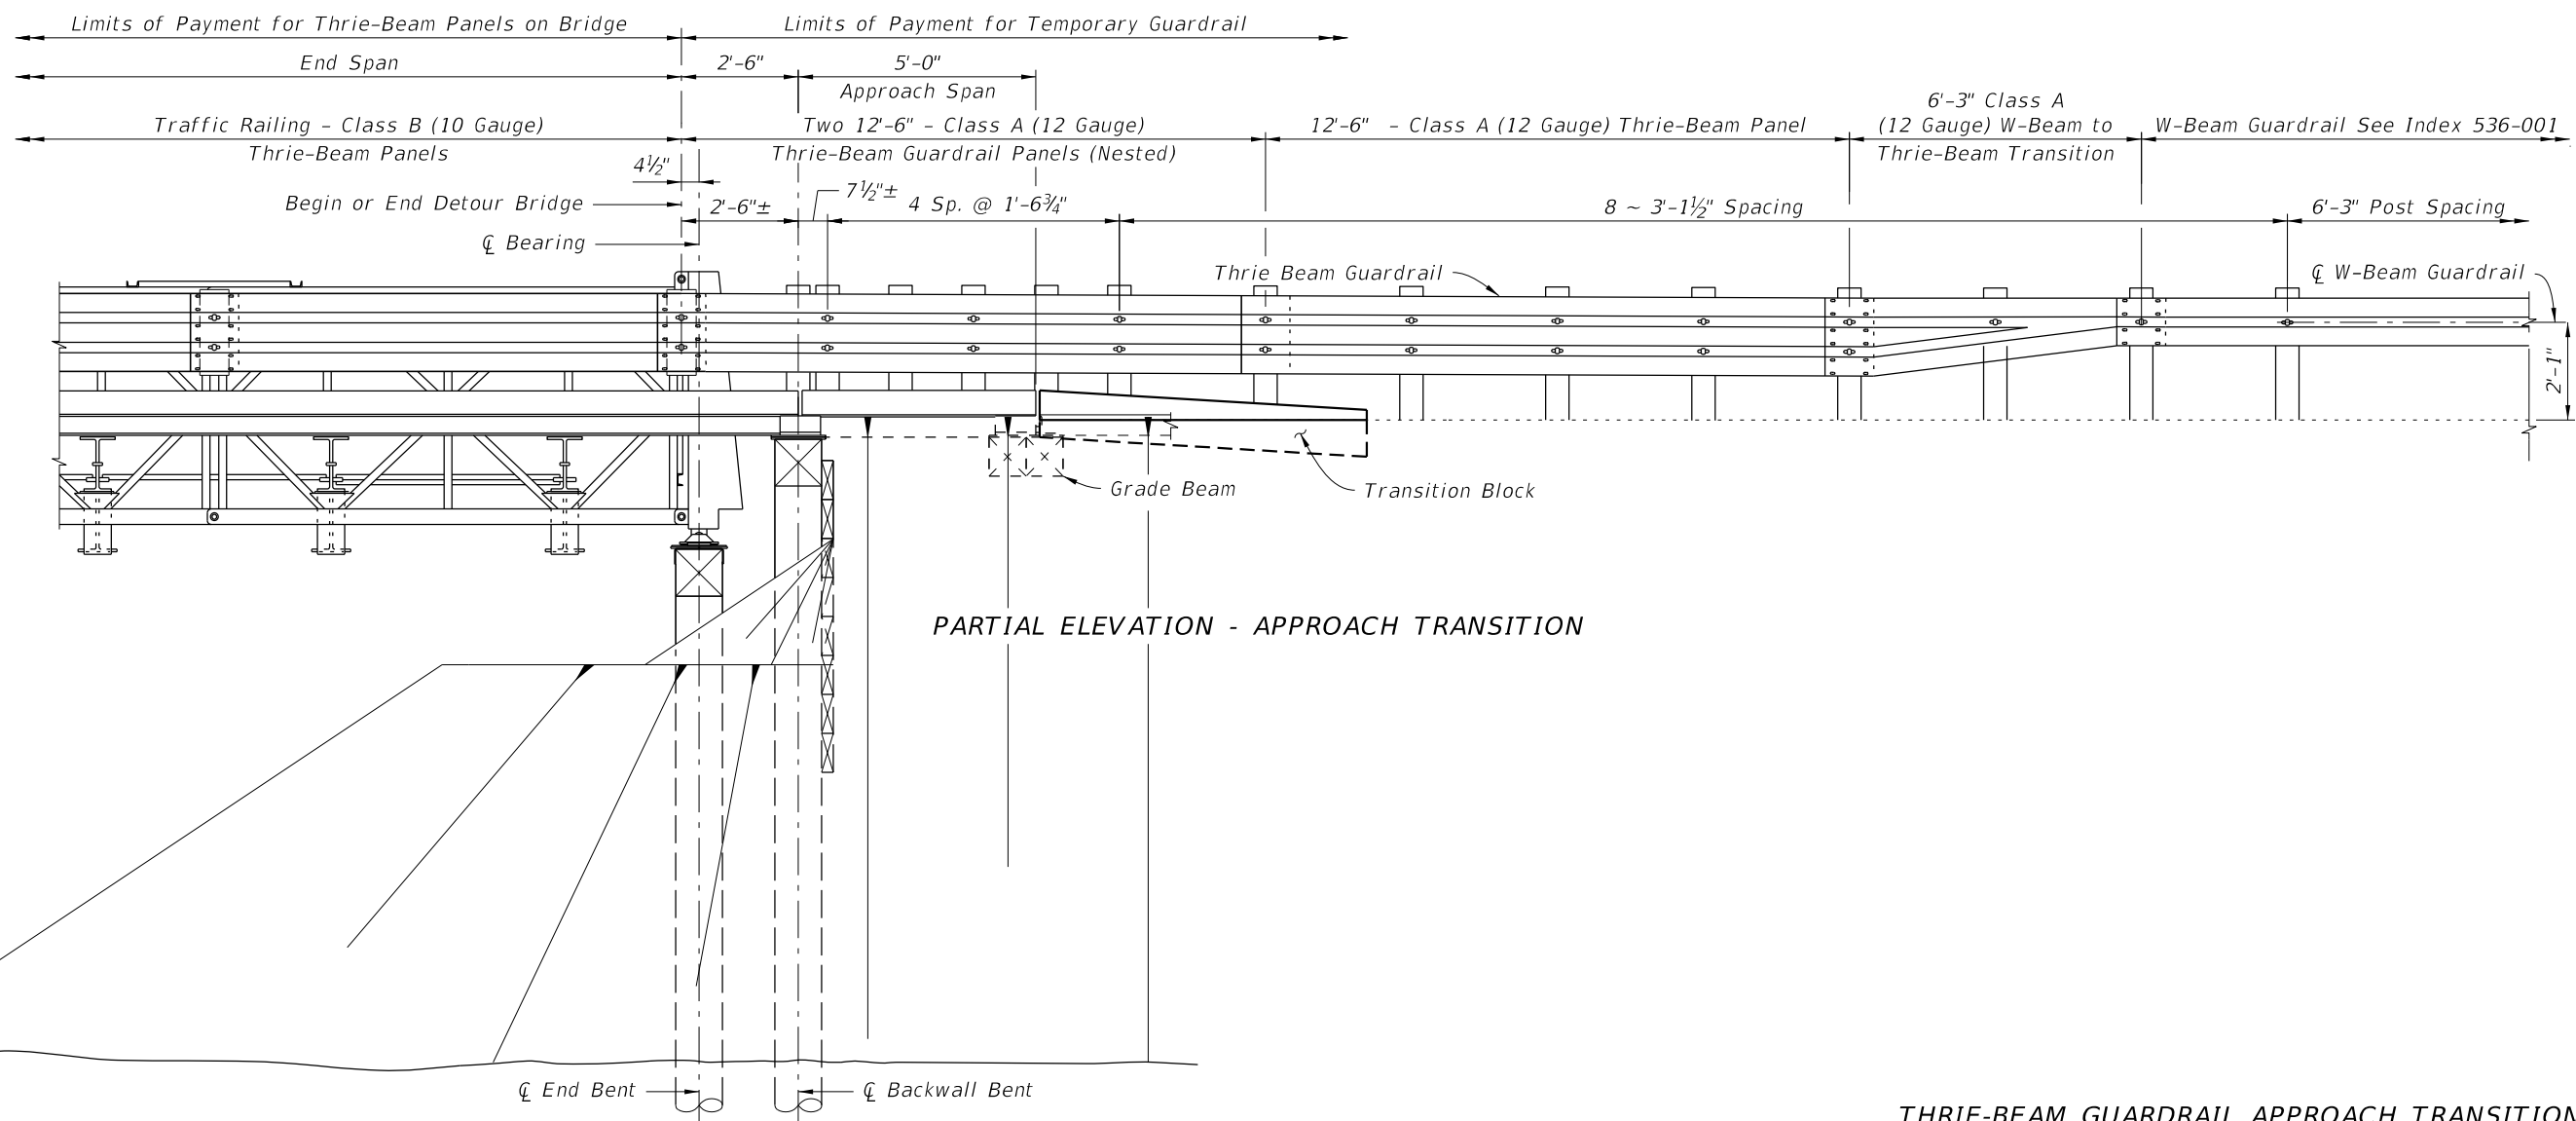 Limits of Payment for Thrie-Beam Panels on Bridge
Limits of Payment for Temporary Guardrail
End Span
2'-6"
5'-0"
Approach Span
Traffic Railing - Class B (10 Gauge)
Thrie-Beam Panels
Two 12'-6" - Class A (12 Gauge)
Thrie-Beam Guardrail Panels (Nested)
12'-6" - Class A (12 Gauge) Thrie-Beam Panel
6'-3" Class A
(12 Gauge) W-Beam to
Thrie-Beam Transition
W-Beam Guardrail See Index 536-001
4½"
Begin or End Detour Bridge
2'-6"±
7½"±
4 Sp. @ 1'-6¾"
8 ~ 3'-1½" Spacing
6'-3" Post Spacing
℄ Bearing
Thrie Beam Guardrail
℄ W-Beam Guardrail
2'-1"
Grade Beam
Transition Block
PARTIAL ELEVATION - APPROACH TRANSITION
℄ End Bent
℄ Backwall Bent
THRIE-BEAM GUARDRAIL APPROACH TRANSITION